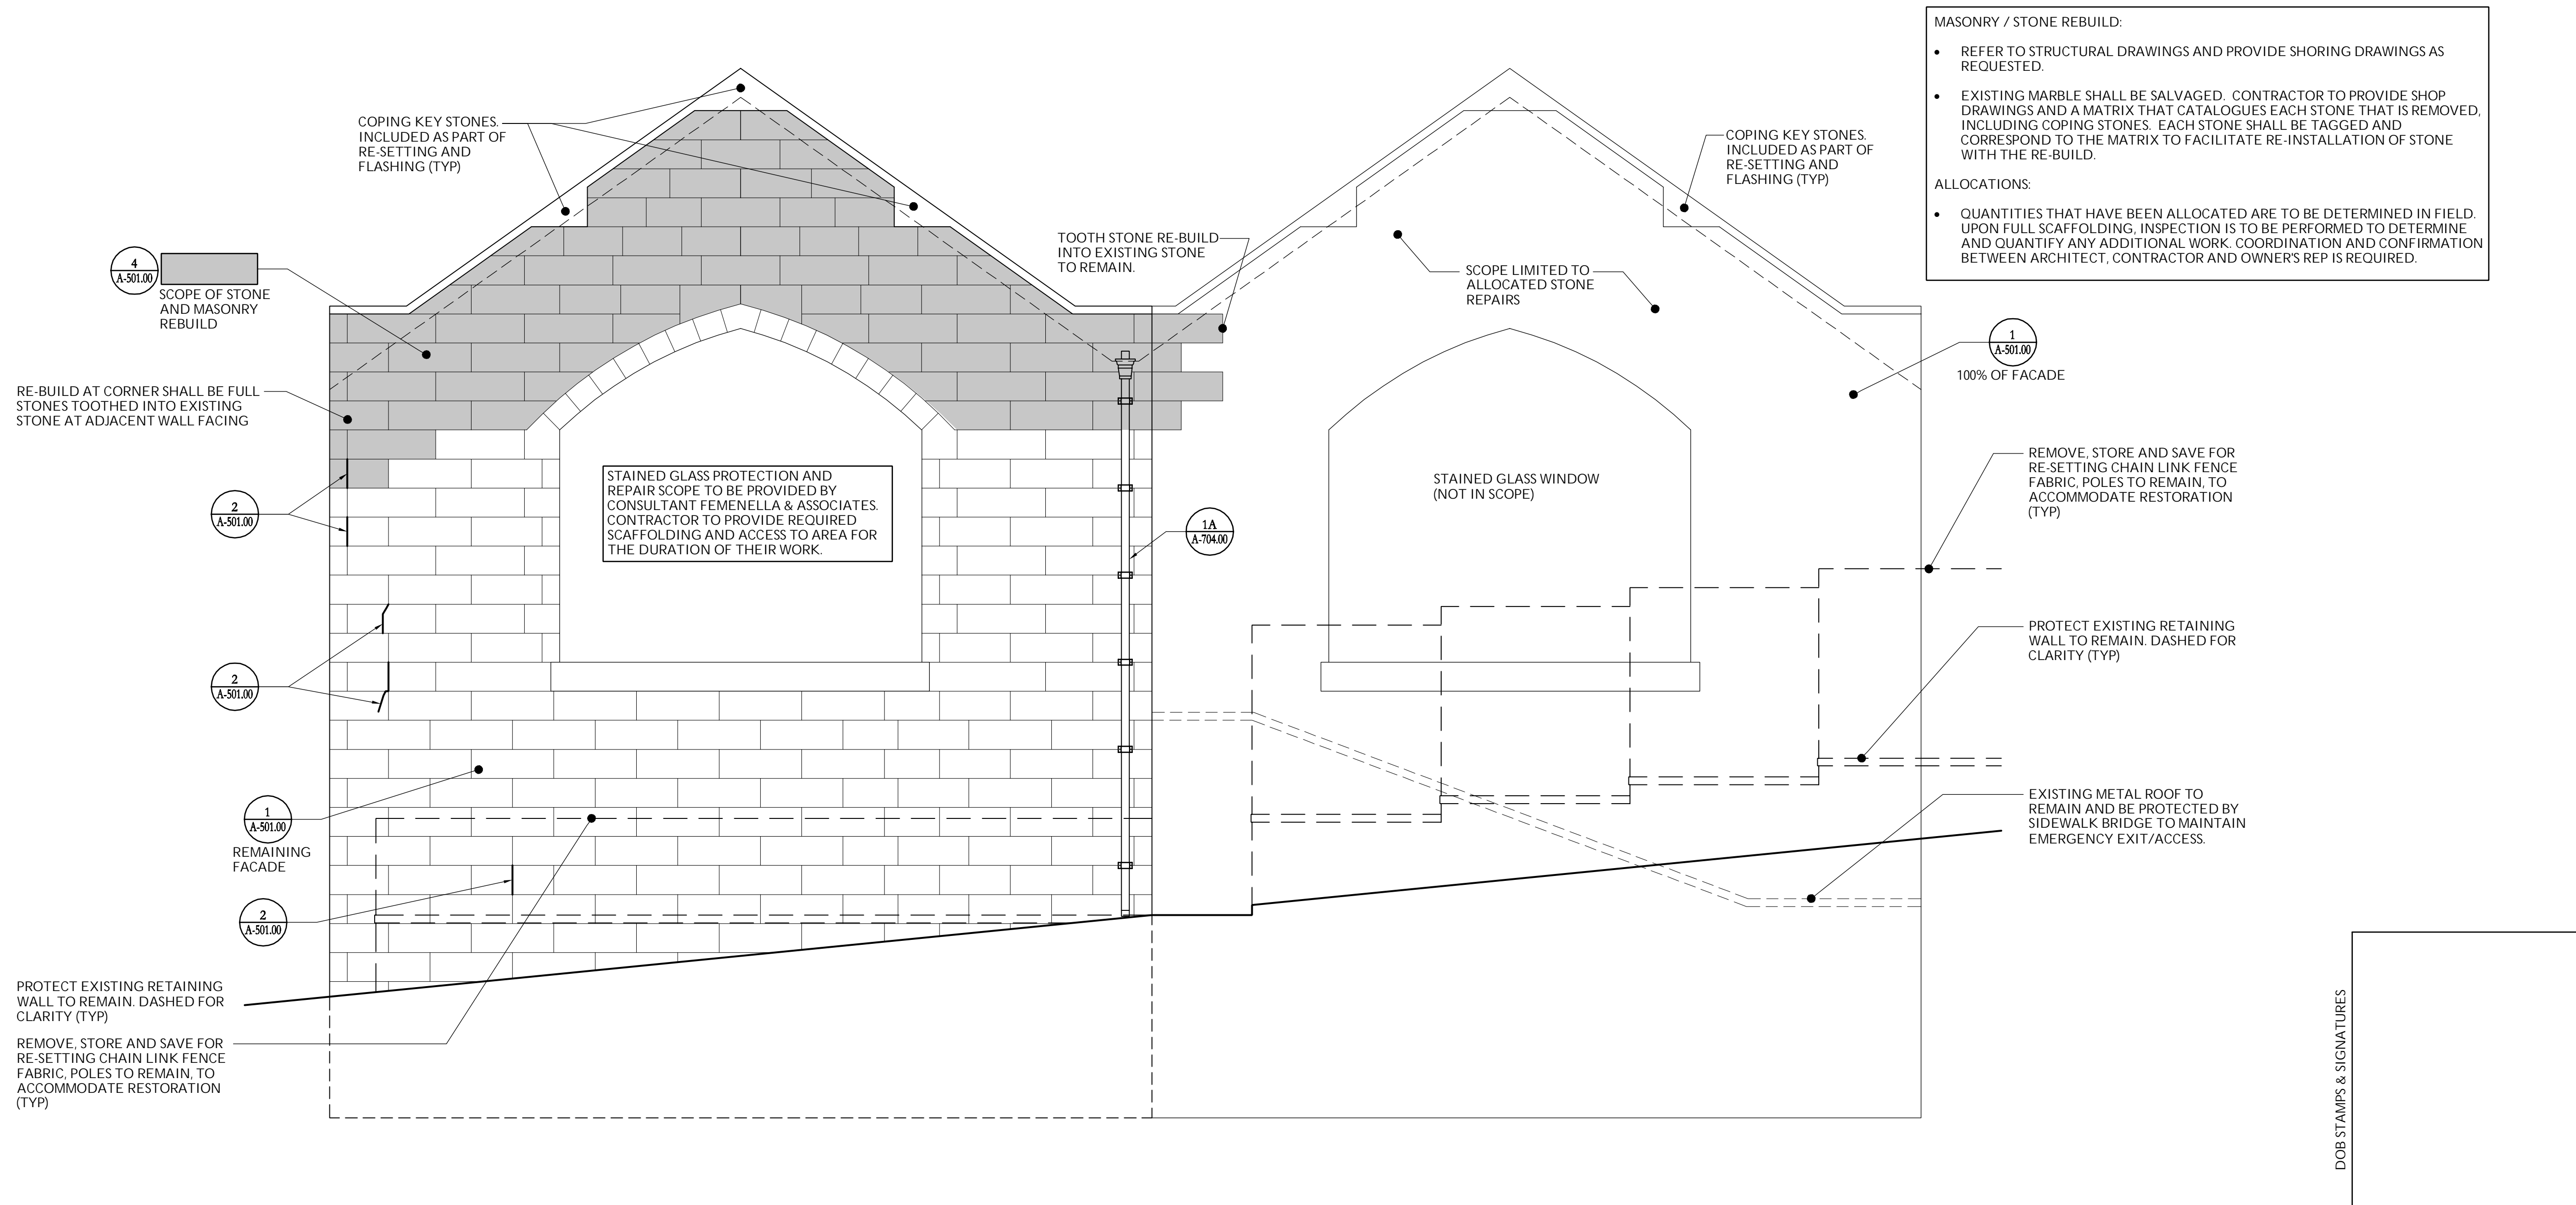 MASONRY / STONE REBUILD:
• REFER TO STRUCTURAL DRAWINGS AND PROVIDE SHORING DRAWINGS AS
REQUESTED.
• EXISTING MARBLE SHALL BE SALVAGED. CONTRACTOR TO PROVIDE SHOP
DRAWINGS AND A MATRIX THAT CATALOGUES EACH STONE THAT IS REMOVED,
INCLUDING COPING STONES. EACH STONE SHALL BE TAGGED AND
CORRESPOND TO THE MATRIX TO FACILITATE RE-INSTALLATION OF STONE
WITH THE RE-BUILD.
ALLOCATIONS:
• QUANTITIES THAT HAVE BEEN ALLOCATED ARE TO BE DETERMINED IN FIELD.
UPON FULL SCAFFOLDING, INSPECTION IS TO BE PERFORMED TO DETERMINE
AND QUANTIFY ANY ADDITIONAL WORK. COORDINATION AND CONFIRMATION
BETWEEN ARCHITECT, CONTRACTOR AND OWNER'S REP IS REQUIRED.
COPING KEY STONES.
INCLUDED AS PART OF
RE-SETTING AND
FLASHING (TYP)
COPING KEY STONES.
INCLUDED AS PART OF
RE-SETTING AND
FLASHING (TYP)
TOOTH STONE RE-BUILD
INTO EXISTING STONE
TO REMAIN.
SCOPE LIMITED TO
ALLOCATED STONE
REPAIRS
4
A-501.00
SCOPE OF STONE
AND MASONRY
REBUILD
1
A-501.00
100% OF FACADE
RE-BUILD AT CORNER SHALL BE FULL
STONES TOOTHED INTO EXISTING
STONE AT ADJACENT WALL FACING
STAINED GLASS PROTECTION AND
REPAIR SCOPE TO BE PROVIDED BY
CONSULTANT FEMENELLA & ASSOCIATES.
CONTRACTOR TO PROVIDE REQUIRED
SCAFFOLDING AND ACCESS TO AREA FOR
THE DURATION OF THEIR WORK.
STAINED GLASS WINDOW
(NOT IN SCOPE)
REMOVE, STORE AND SAVE FOR
RE-SETTING CHAIN LINK FENCE
FABRIC, POLES TO REMAIN, TO
ACCOMMODATE RESTORATION
(TYP)
2
A-501.00
1A
A-704.00
PROTECT EXISTING RETAINING
WALL TO REMAIN. DASHED FOR
CLARITY (TYP)
2
A-501.00
EXISTING METAL ROOF TO
REMAIN AND BE PROTECTED BY
SIDEWALK BRIDGE TO MAINTAIN
EMERGENCY EXIT/ACCESS.
1
A-501.00
REMAINING
FACADE
2
A-501.00
PROTECT EXISTING RETAINING
WALL TO REMAIN. DASHED FOR
CLARITY (TYP)
REMOVE, STORE AND SAVE FOR
RE-SETTING CHAIN LINK FENCE
FABRIC, POLES TO REMAIN, TO
ACCOMMODATE RESTORATION
(TYP)
DOB STAMPS & SIGNATURES